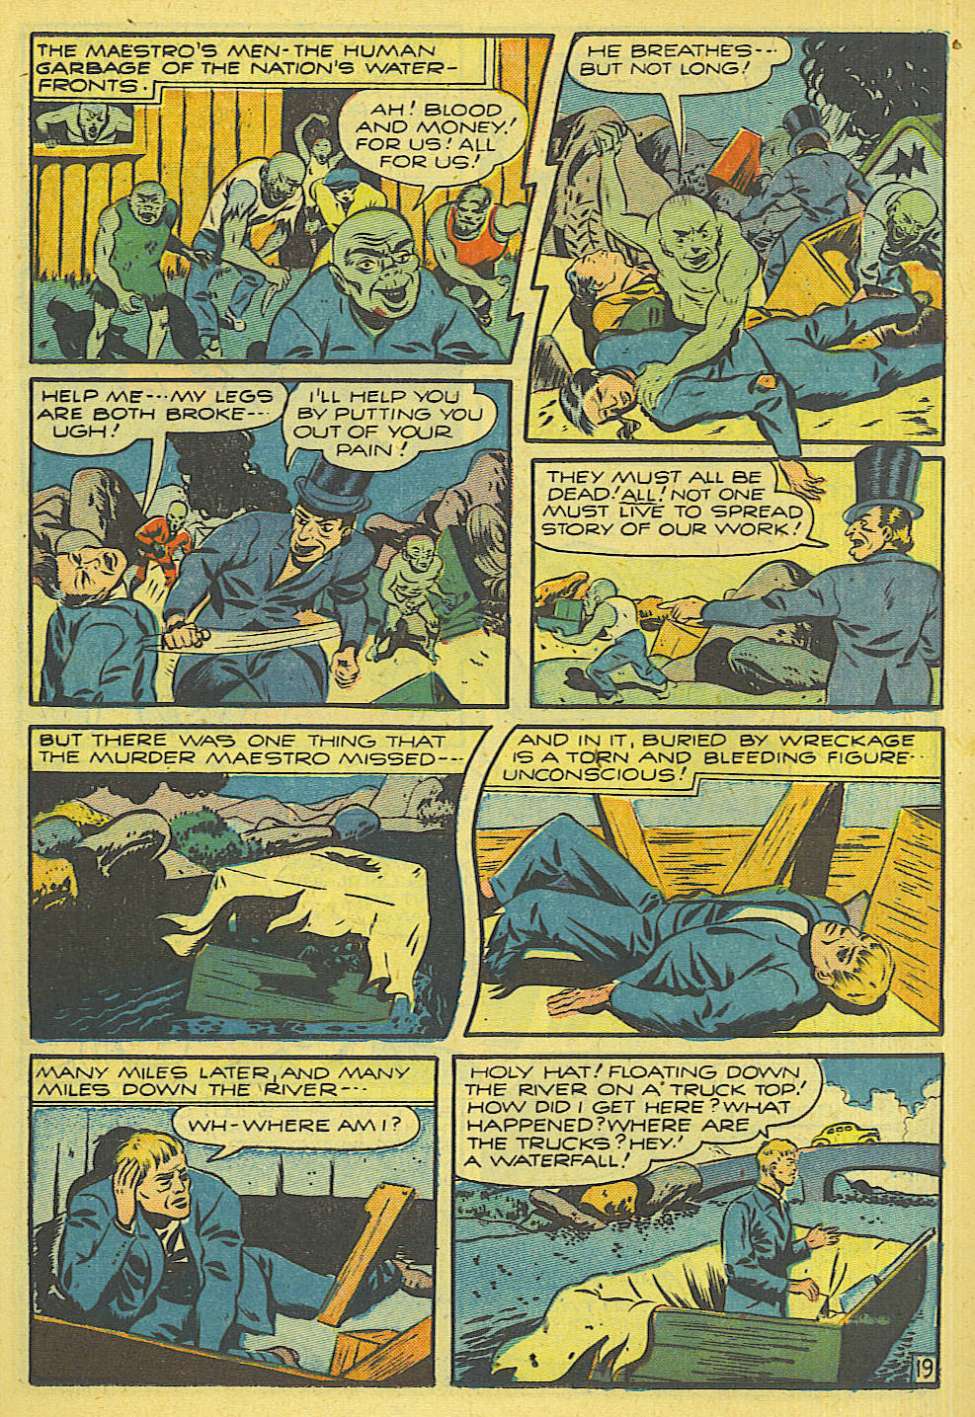 THE MAESTRO'S MEN - THE HUMAN
GARBAGE OF THE NATION'S WATER-
FRONTS.
AH! BLOOD
AND MONEY!
FOR US! ALL
FOR US!
HE BREATHES---
BUT NOT LONG!
HELP ME---MY LEGS
ARE BOTH BROKE---
UGH!
I'LL HELP YOU
BY PUTTING YOU
OUT OF YOUR
PAIN!
THEY MUST ALL BE
DEAD! ALL! NOT ONE
MUST LIVE TO SPREAD
STORY OF OUR WORK!
BUT THERE WAS ONE THING THAT
THE MURDER MAESTRO MISSED---
AND IN IT, BURIED BY WRECKAGE
IS A TORN AND BLEEDING FIGURE--
UNCONSCIOUS!
MANY MILES LATER, AND MANY
MILES DOWN THE RIVER---
WH-WHERE AM I?
HOLY HAT! FLOATING DOWN
THE RIVER ON A TRUCK TOP!
HOW DID I GET HERE? WHAT
HAPPENED? WHERE ARE
THE TRUCKS? HEY!
A WATERFALL!
19